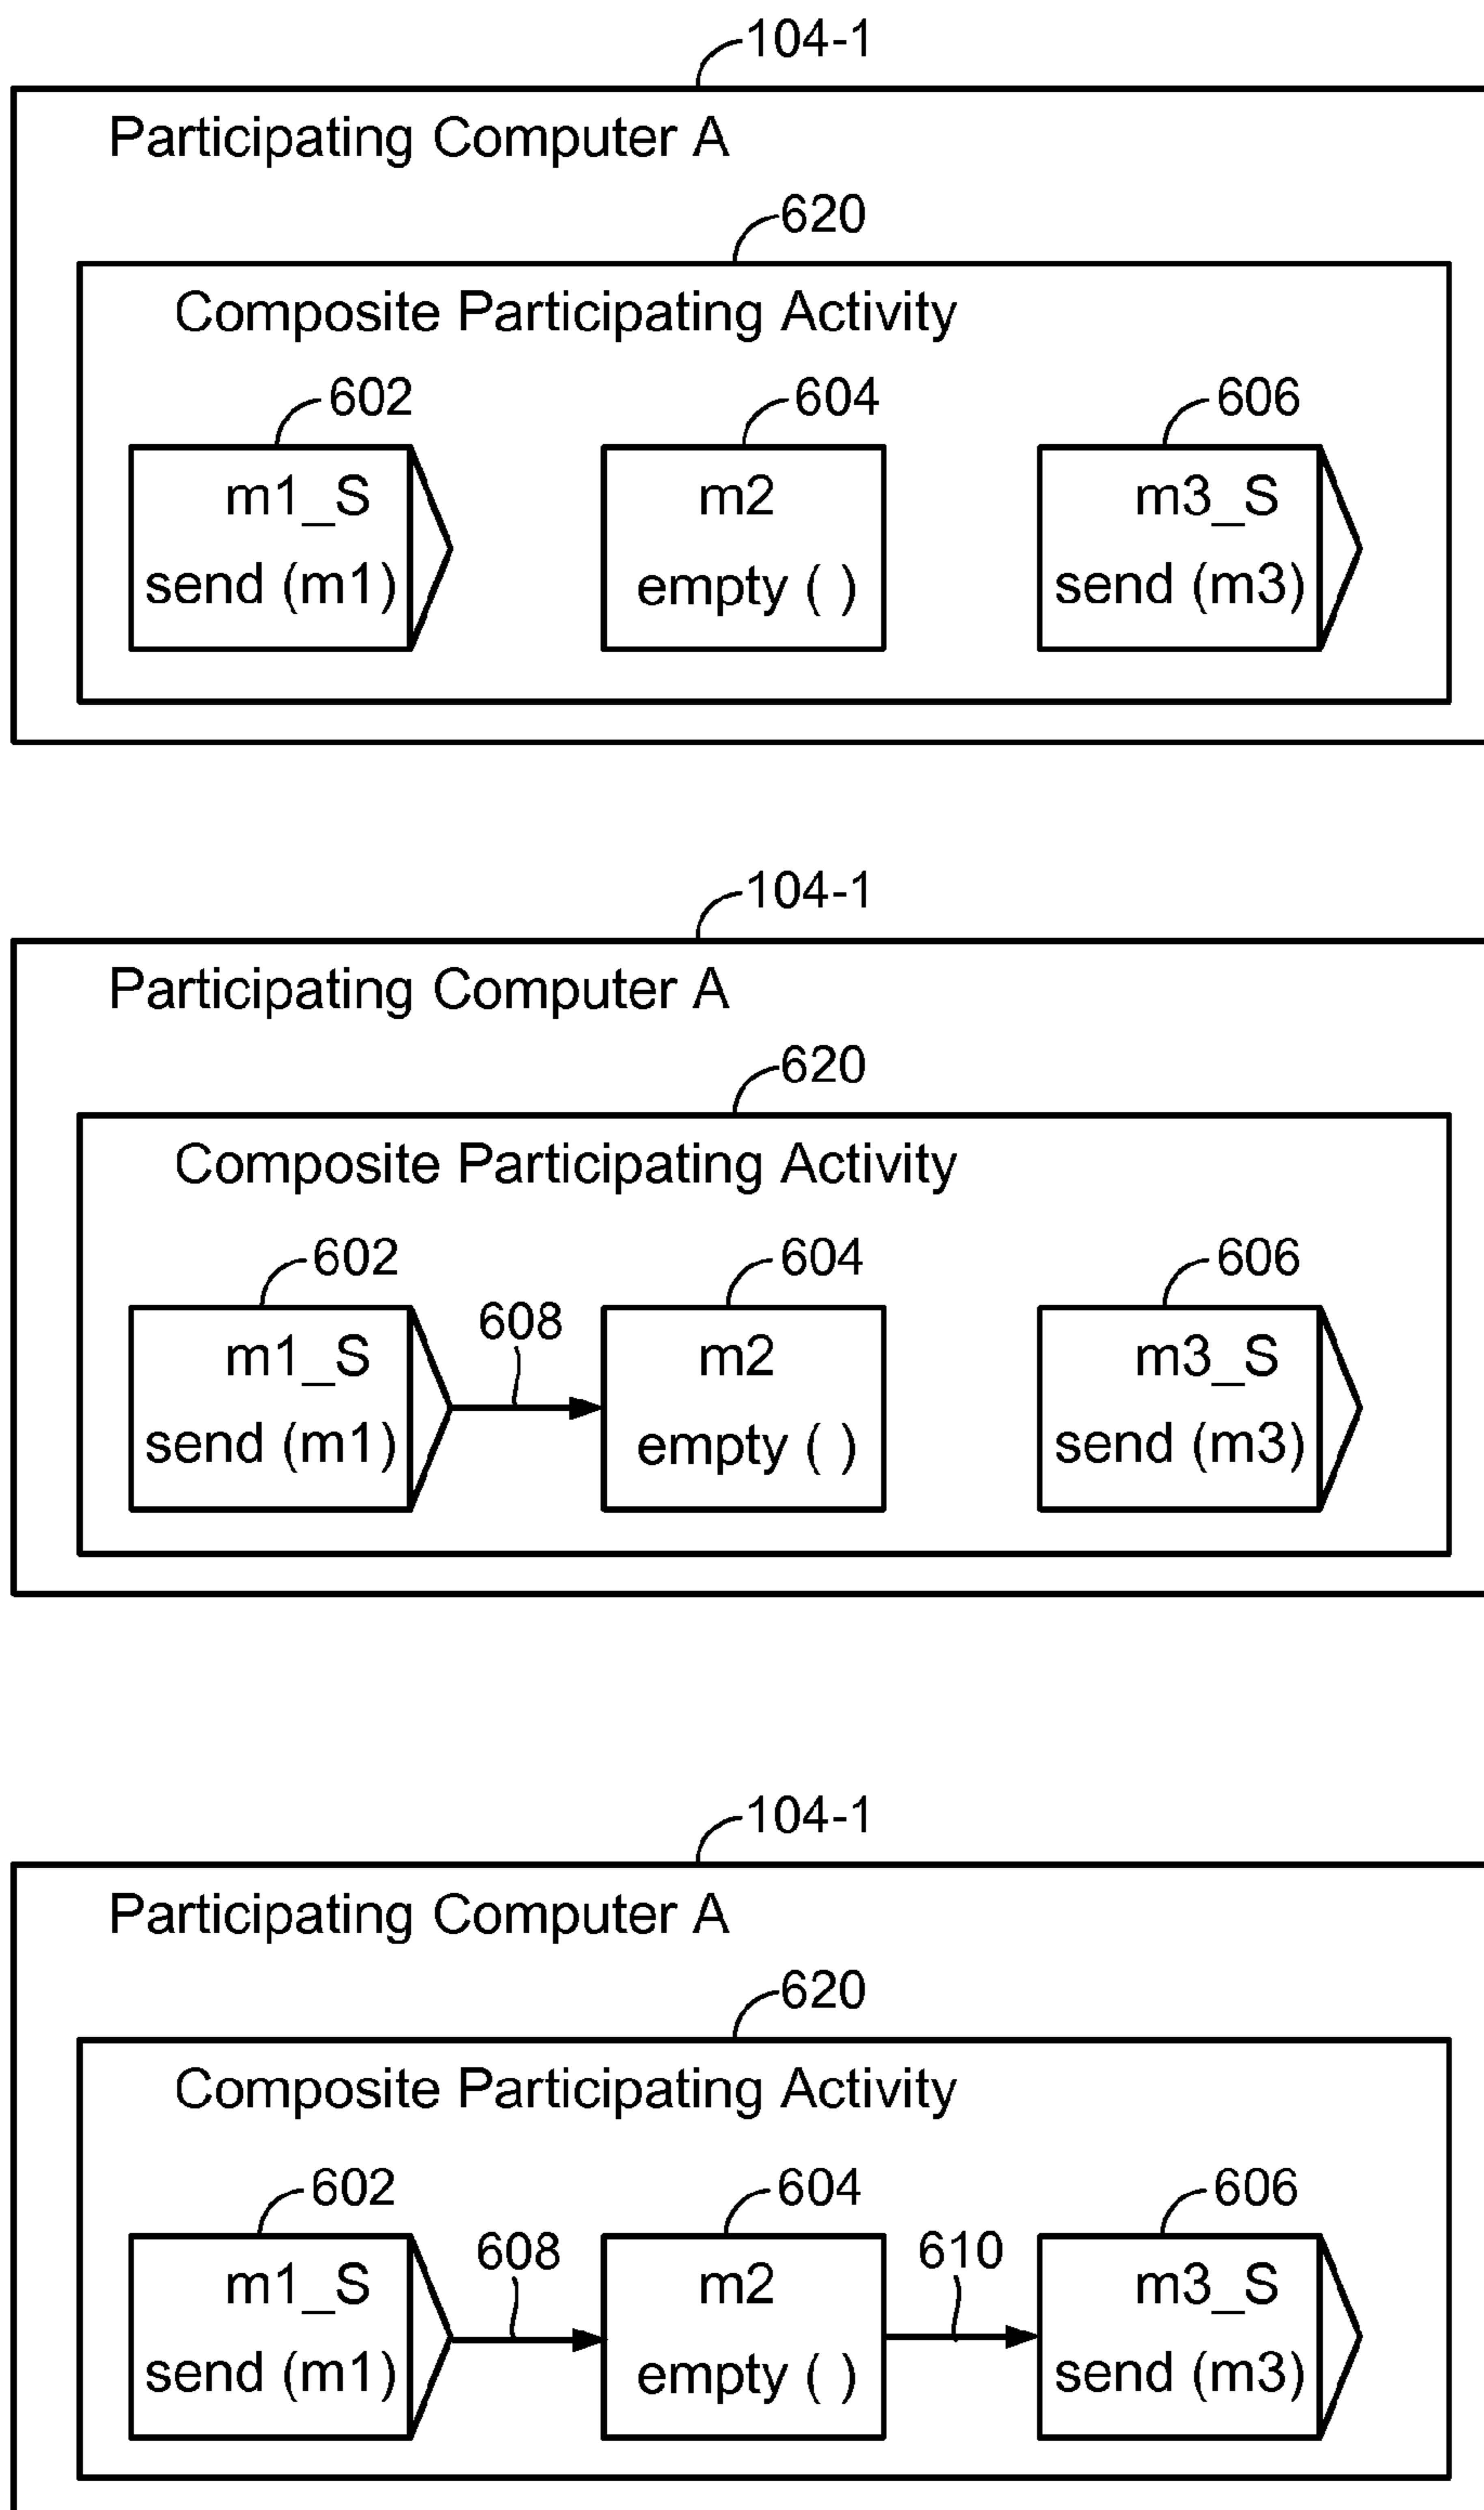 104-1
Participating Computer A
620
Composite Participating Activity
602 604 606
m1_S m2 m3_S
send (m1) empty ( ) send (m3)
104-1
Participating Computer A
620
Composite Participating Activity
602 604 606
608
m1_S m2 m3_S
send (m1) empty ( ) send (m3)
104-1
Participating Computer A
620
Composite Participating Activity
602 604 606
608 610
m1_S m2 m3_S
send (m1) empty ( ) send (m3)